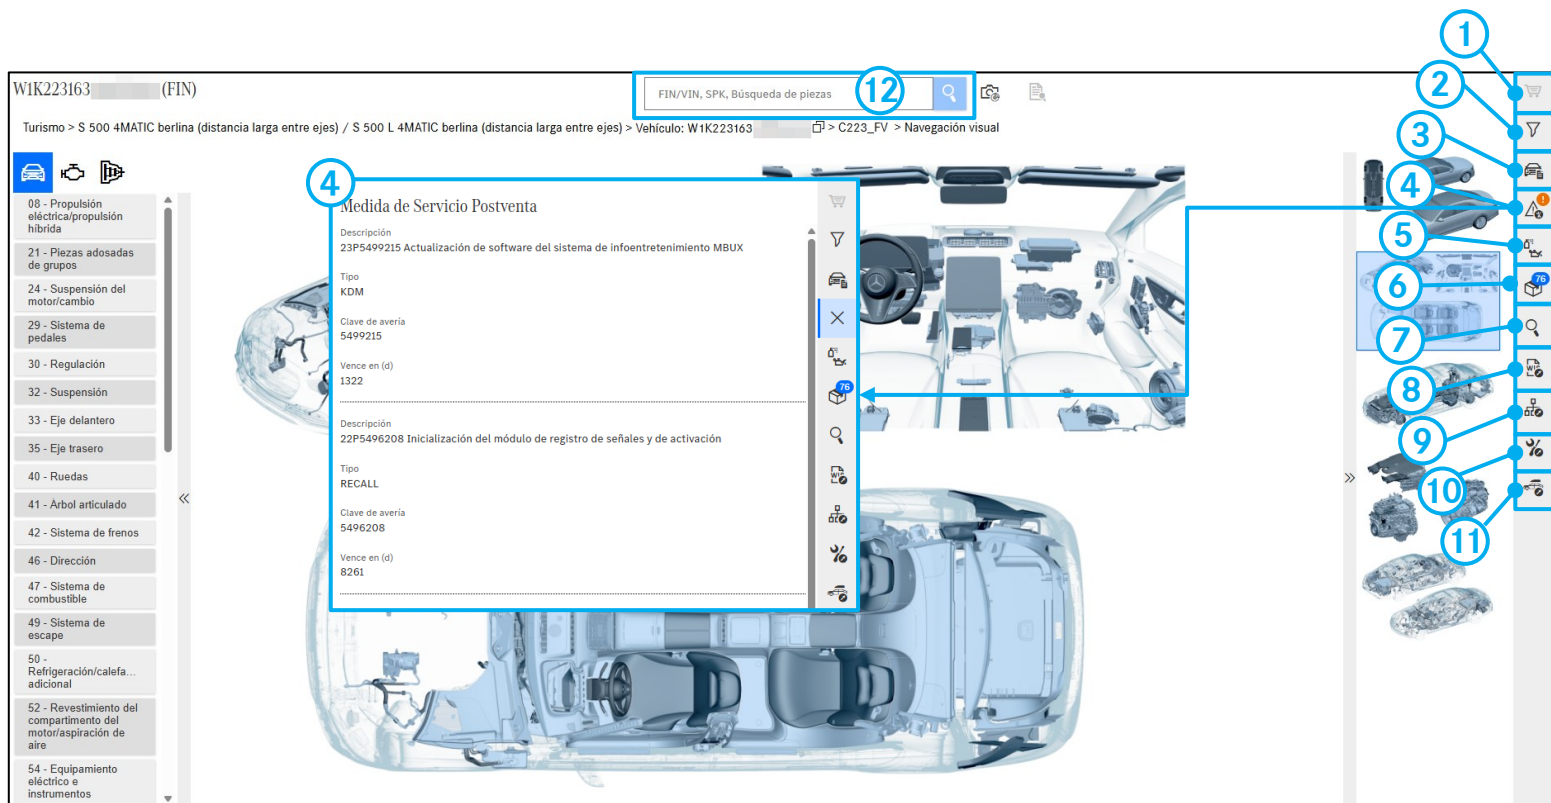 1
W1K223163 (FIN)
FIN/VIN, SPK, Búsqueda de piezas
12
2
Turismo > S 500 4MATIC berlina (distancia larga entre ejes) / S 500 L 4MATIC berlina (distancia larga entre ejes) > Vehículo: W1K223163 > C223_FV > Navegación visual
3
4
5
6
7
8
9
10
11
!
76
WIS
08 - Propulsión
eléctrica/propulsión
híbrida
21 - Piezas adosadas
de grupos
24 - Suspensión del
motor/cambio
29 - Sistema de
pedales
30 - Regulación
32 - Suspensión
33 - Eje delantero
35 - Eje trasero
40 - Ruedas
41 - Àrbol articulado
42 - Sistema de frenos
46 - Dirección
47 - Sistema de
combustible
49 - Sistema de
escape
50 -
Refrigeración/calefa...
adicional
52 - Revestimiento del
compartimento del
motor/aspiración de
aire
54 - Equipamiento
eléctrico e
instrumentos
4
Medida de Servicio Postventa
Descripción
23P5499215 Actualización de software del sistema de infoentretenimiento MBUX
Tipo
KDM
Clave de avería
5499215
Vence en (d)
1322
Descripción
22P5496208 Inicialización del módulo de registro de señales y de activación
Tipo
RECALL
Clave de avería
5496208
Vence en (d)
8261
76
WIS